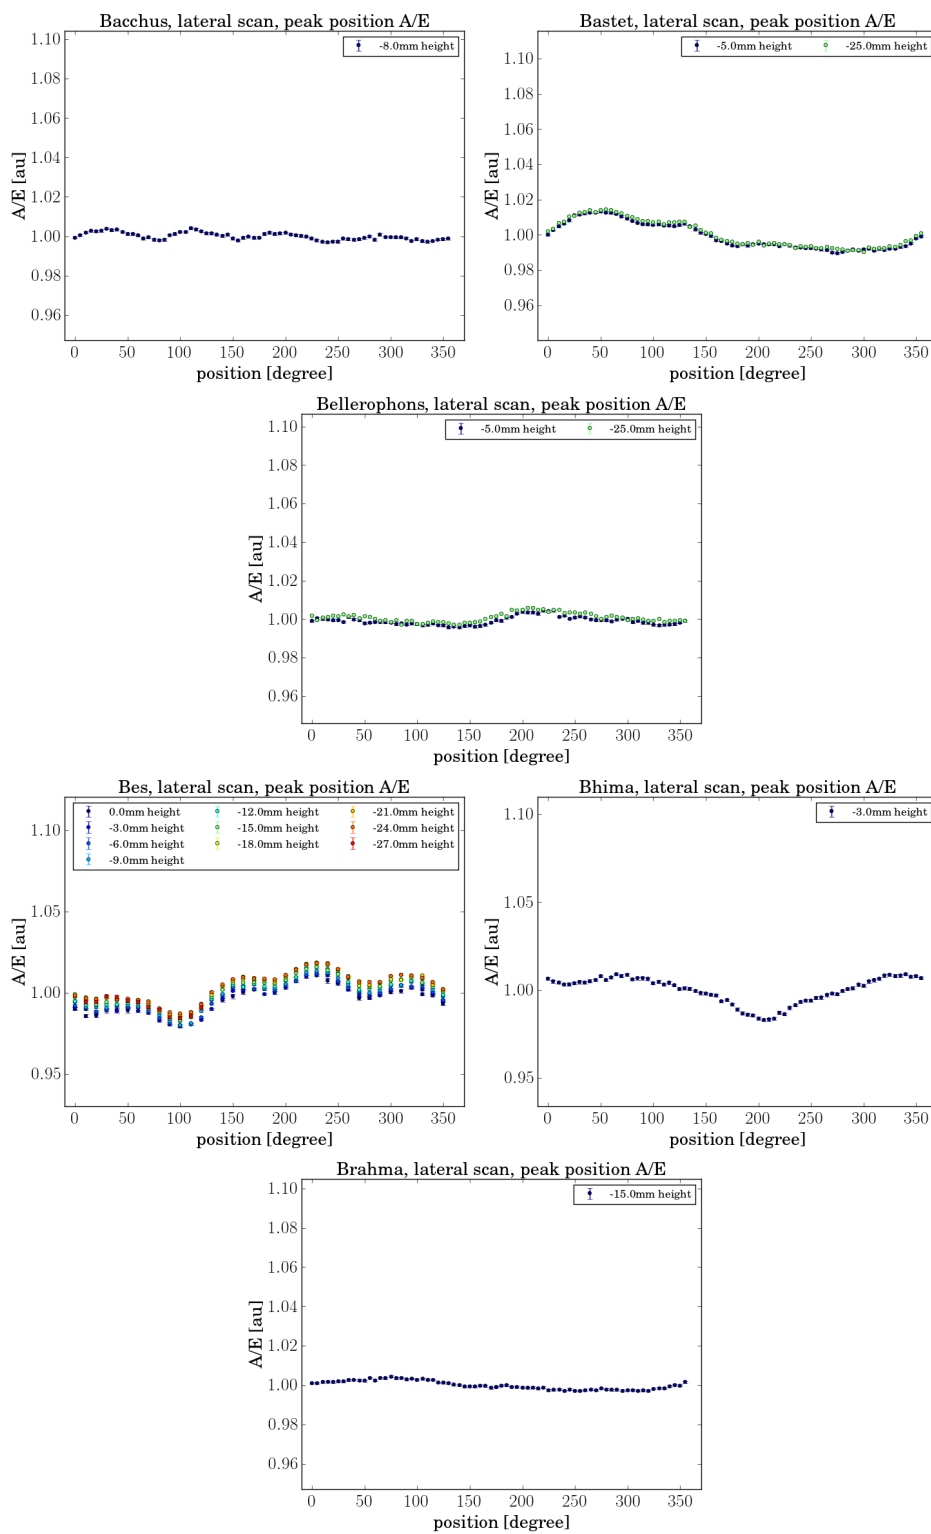 Bacchus, lateral scan, peak position A/E
-8.0mm height
1.10
1.08
1.06
1.04
1.02
1.00
0.98
0.96
A/E [au]
0 50 100 150 200 250 300 350
position [degree]
Bastet, lateral scan, peak position A/E
-5.0mm height -25.0mm height
1.10
1.08
1.06
1.04
1.02
1.00
0.98
0.96
A/E [au]
0 50 100 150 200 250 300 350
position [degree]
Bellerophons, lateral scan, peak position A/E
-5.0mm height -25.0mm height
1.10
1.08
1.06
1.04
1.02
1.00
0.98
0.96
A/E [au]
0 50 100 150 200 250 300 350
position [degree]
Bes, lateral scan, peak position A/E
0.0mm height -12.0mm height -21.0mm height
-3.0mm height -15.0mm height -24.0mm height
-6.0mm height -18.0mm height -27.0mm height
-9.0mm height
1.10
1.05
1.00
0.95
A/E [au]
0 50 100 150 200 250 300 350
position [degree]
Bhima, lateral scan, peak position A/E
-3.0mm height
1.10
1.05
1.00
0.95
A/E [au]
0 50 100 150 200 250 300 350
position [degree]
Brahma, lateral scan, peak position A/E
-15.0mm height
1.10
1.08
1.06
1.04
1.02
1.00
0.98
0.96
A/E [au]
0 50 100 150 200 250 300 350
position [degree]